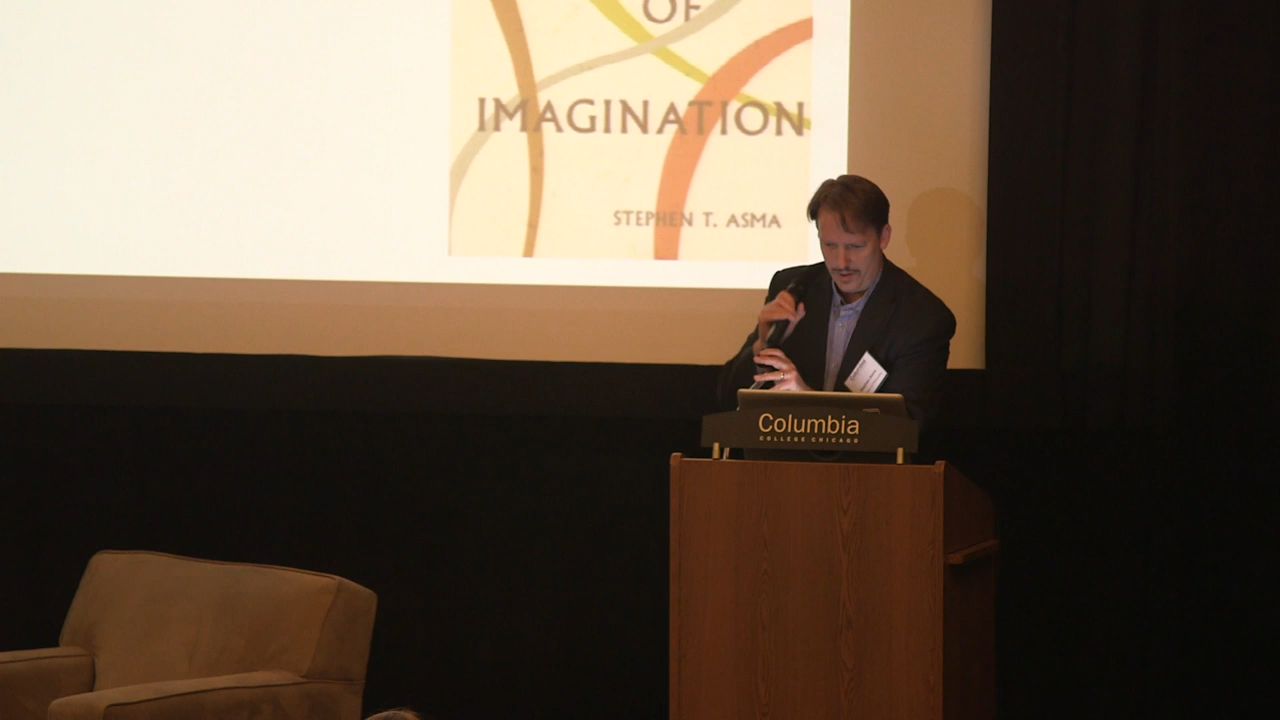 OF
IMAGINATION
STEPHEN T. ASMA
Columbia
COLLEGE CHICAGO